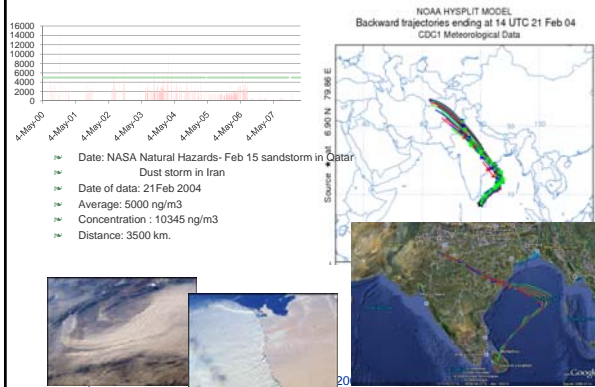 NOAA HYSPLIT MODEL
Backward trajectories ending at 14 UTC 21 Feb 04
CDC1 Meteorological Data
16000
14000
12000
10000
8000
6000
4000
2000
0
4-May-00
4-May-01
4-May-02
4-May-03
4-May-04
4-May-05
4-May-06
4-May-07
Source ★ at 6.90 N 79.86 E
Date: NASA Natural Hazards- Feb 15 sandstorm in Qatar
Dust storm in Iran
Date of data: 21Feb 2004
Average: 5000 ng/m3
Concentration : 10345 ng/m3
Distance: 3500 km.